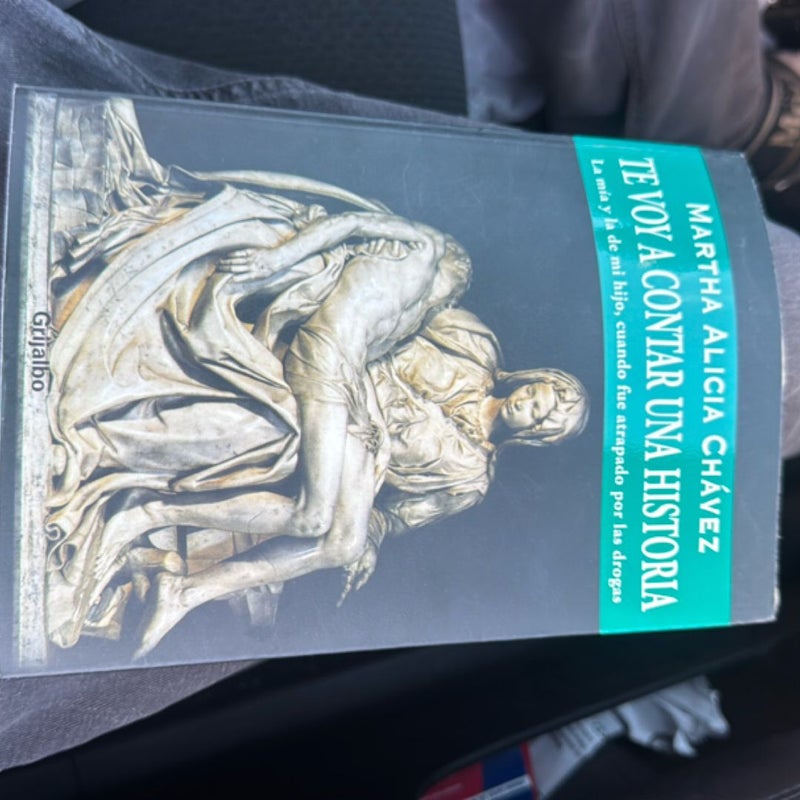 MARTHA ALICIA CHÁVEZ
TE VOY A CONTAR UNA HISTORIA
La mía y la de mi hijo, cuando fue atrapado por las drogas
Grijalbo